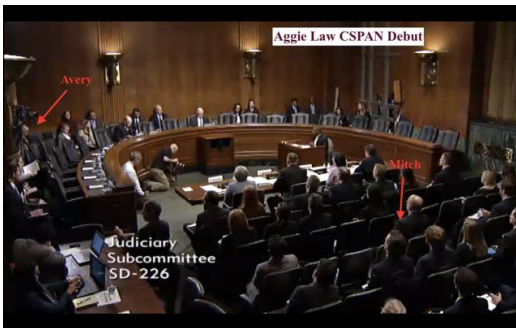 Aggie Law CSPAN Debut
Avery
Mitch
Judiciary
Subcommittee
SD-226